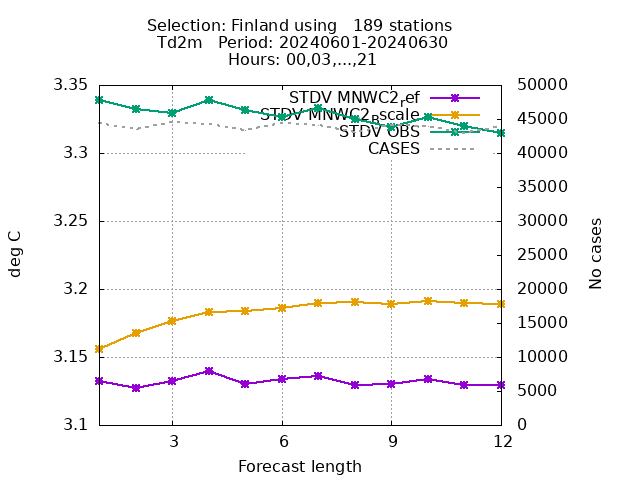 Selection: Finland using   189 stations
Td2m   Period: 20240601-20240630
Hours: 00,03,...,21
3.35
3.3
3.25
3.2
3.15
3.1
50000
45000
40000
35000
30000
25000
20000
15000
10000
5000
0
STDV MNWC2ref
STDV MNWC2Bscale
STDV OBS
CASES
deg C
No cases
3
6
9
12
Forecast length